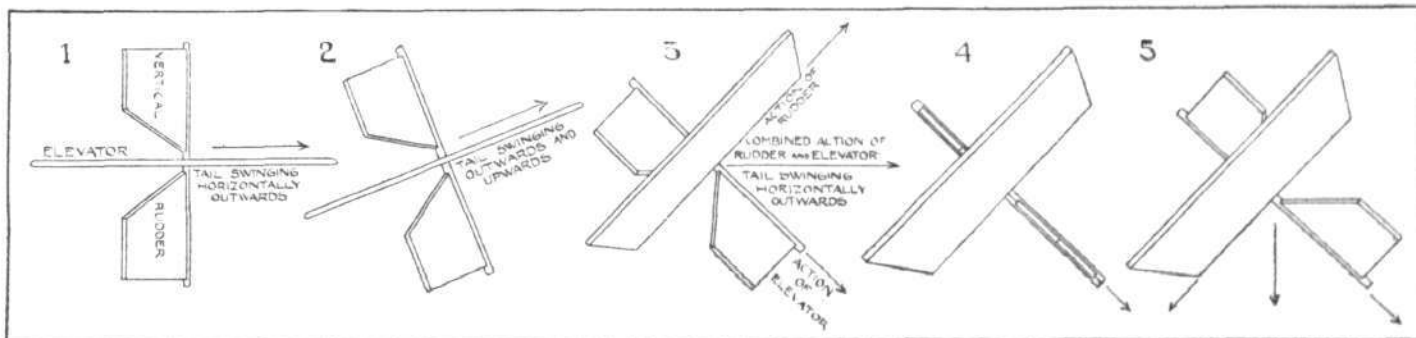 1
VERTICAL
ELEVATOR
TAIL SWINGING
HORIZONTALLY
OUTWARDS
RUDDER
2
TAIL SWINGING
OUTWARDS AND
UPWARDS
3
ACTION OF
RUDDER
COMBINED ACTION OF
RUDDER AND ELEVATOR
TAIL SWINGING
HORIZONTALLY
OUTWARDS
ACTION
OF
ELEVATOR
4
5